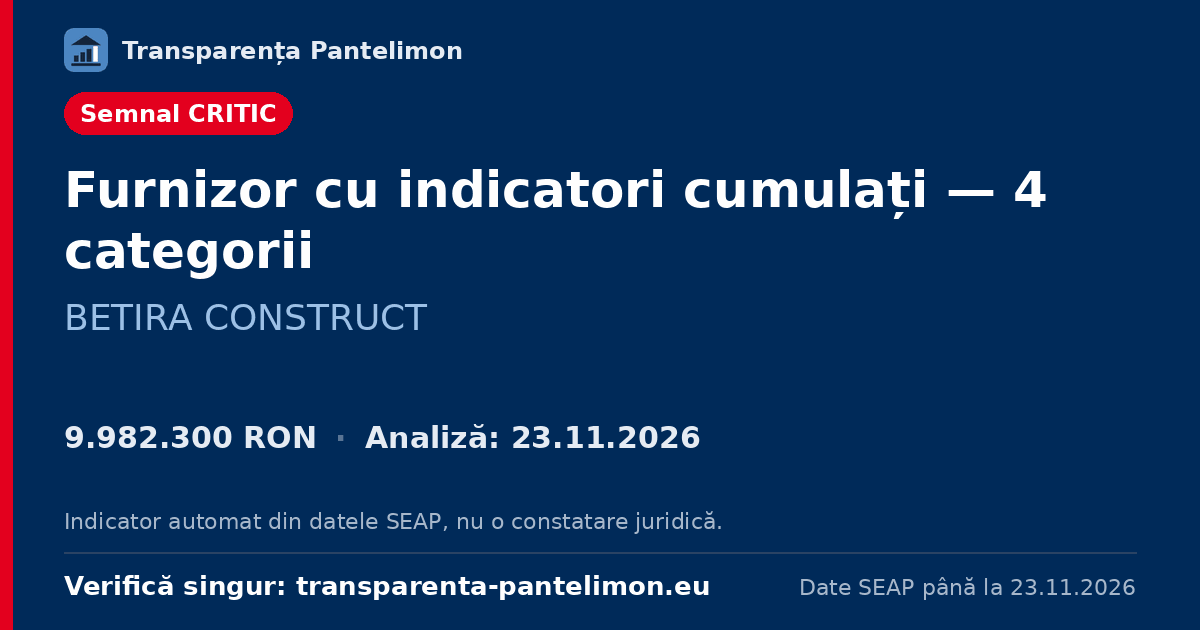 Transparența Pantelimon
Semnal CRITIC
Furnizor cu indicatori cumulați — 4
categorii
BETIRA CONSTRUCT
9.982.300 RON · Analiză: 23.11.2026
Indicator automat din datele SEAP, nu o constatare juridică.
Verifică singur: transparenta-pantelimon.eu
Date SEAP până la 23.11.2026